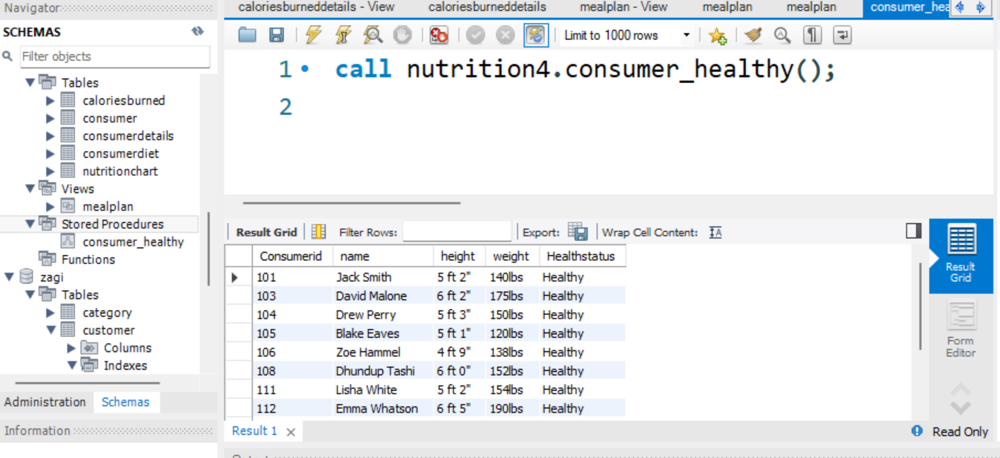 Navigator
SCHEMAS
Filter objects
Tables
caloriesburned
consumer
consumerdetails
consumerdiet
nutritionchart
Views
mealplan
Stored Procedures
consumer_healthy
Functions
zagi
Tables
category
customer
Columns
Indexes
Administration Schemas
Information
caloriesburneddetails - View caloriesburneddetails mealplan - View mealplan mealplan consumer_hea
Limit to 1000 rows
1 call nutrition4.consumer_healthy();
2
Result Grid Filter Rows: Export: Wrap Cell Content:
Consumerid name height weight Healthstatus
101 Jack Smith 5 ft 2" 140lbs Healthy
103 David Malone 6 ft 2" 175lbs Healthy
104 Drew Perry 5 ft 3" 150lbs Healthy
105 Blake Eaves 5 ft 1" 120lbs Healthy
106 Zoe Hammel 4 ft 9" 138lbs Healthy
108 Dhundup Tashi 6 ft 0" 152lbs Healthy
111 Lisha White 5 ft 2" 154lbs Healthy
112 Emma Whatson 6 ft 5" 190lbs Healthy
Result
Grid
Form
Editor
Result 1
Read Only